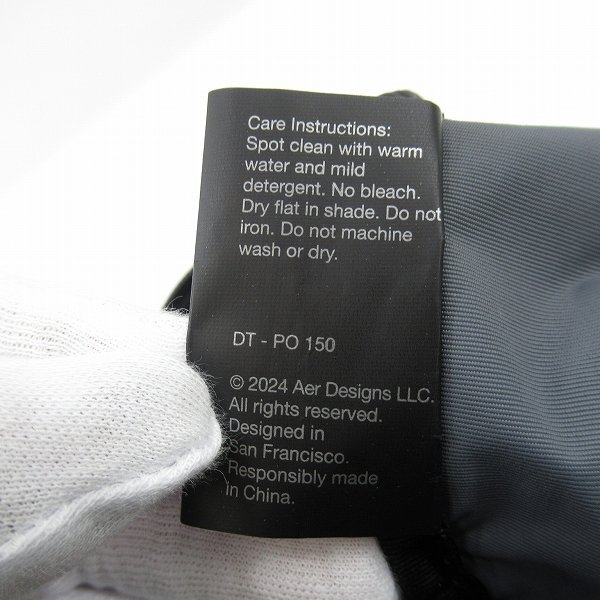 Care Instructions:
Spot clean with warm
water and mild
detergent. No bleach.
Dry flat in shade. Do not
iron. Do not machine
wash or dry.
DT - PO 150
© 2024 Aer Designs LLC.
All rights reserved.
Designed in
San Francisco.
Responsibly made
in China.